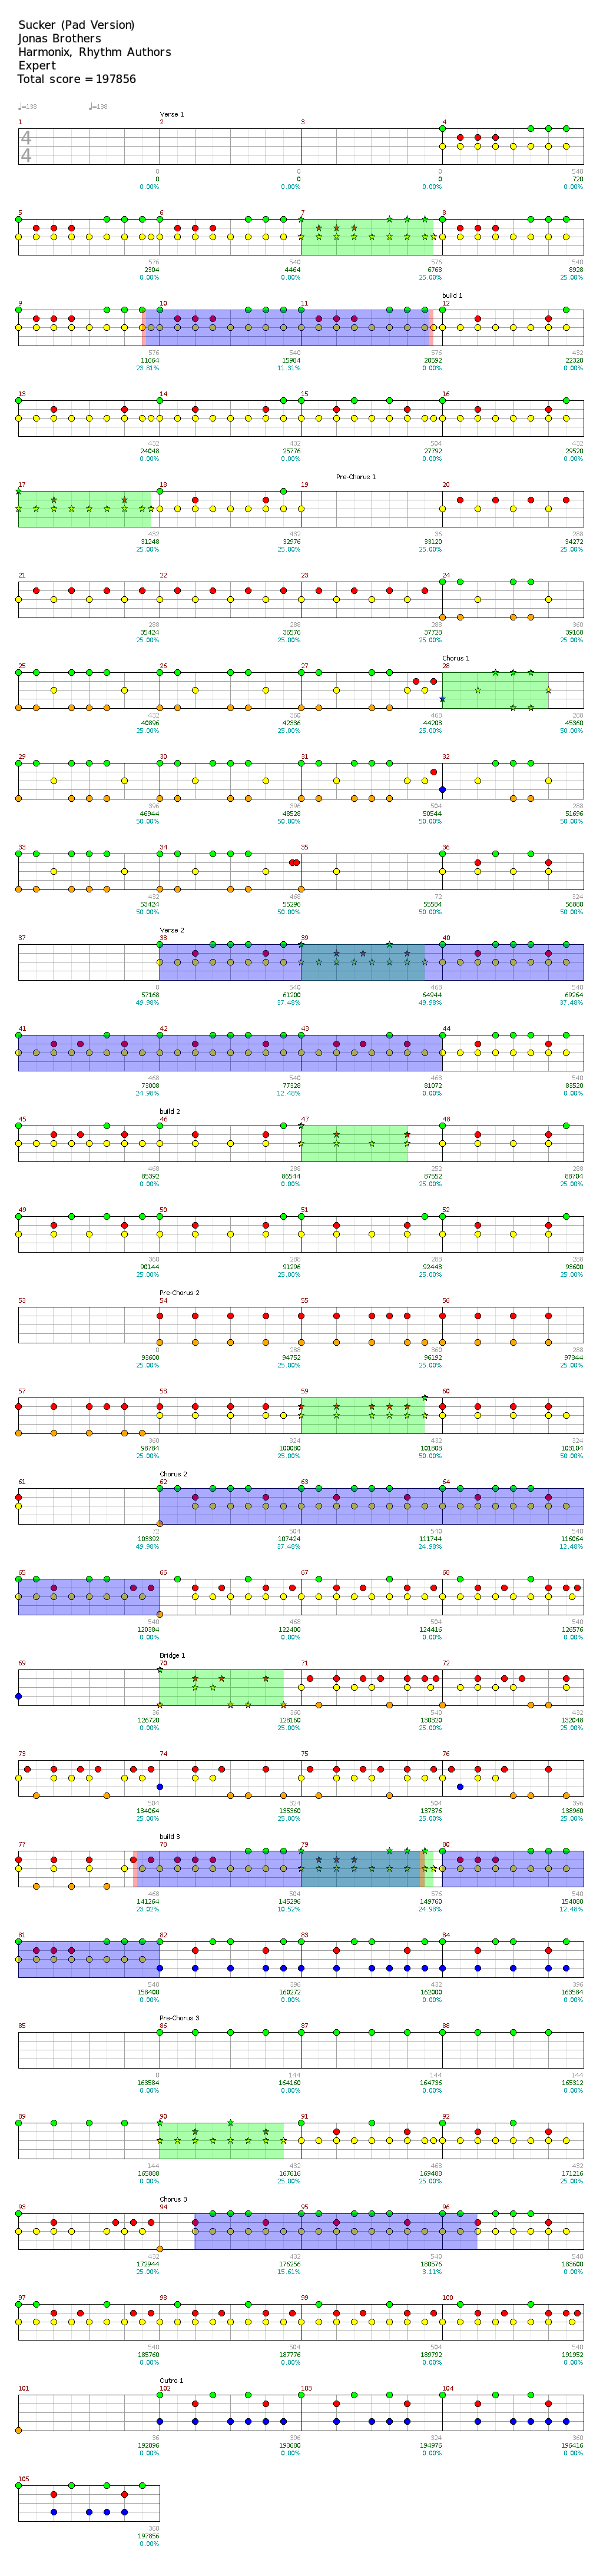 Sucker (Pad Version)
Jonas Brothers
Harmonix, Rhythm Authors
Expert
Total score = 197856
♩=138 ♩=138
Verse 1
1 2 3 4
4
4
0 0 0 540
0 0 0 720
0.00% 0.00% 0.00% 0.00%
5 6 7 8
576 540 576 540
2304 4464 6768 8928
0.00% 0.00% 0.00% 0.00%
build 1
9 10 11 12
576 540 576 432
11664 15984 20592 22320
23.81% 11.31% 0.00% 0.00%
13 14 15 16
432 432 504 432
24048 25776 27792 29520
0.00% 0.00% 0.00% 0.00%
Pre-Chorus 1
17 18 19 20
432 432 36 288
31248 32976 33120 34272
25.00% 25.00% 25.00% 25.00%
21 22 23 24
288 288 288 360
35424 36576 37728 39168
25.00% 25.00% 25.00% 25.00%
Chorus 1
25 26 27 28
432 360 468 288
40896 42336 44208 45360
25.00% 25.00% 25.00% 50.00%
29 30 31 32
396 396 504 288
46944 48528 50544 51696
50.00% 50.00% 50.00% 50.00%
33 34 35 36
432 468 72 324
53424 55296 55584 56880
50.00% 50.00% 50.00% 50.00%
Verse 2
37 38 39 40
0 540 468 540
57168 61200 64944 69264
49.98% 37.48% 49.98% 37.48%
41 42 43 44
468 540 468 540
73008 77328 81072 83520
24.98% 12.48% 0.00% 0.00%
build 2
45 46 47 48
468 288 252 288
85392 86544 87552 88704
0.00% 0.00% 25.00% 25.00%
49 50 51 52
360 288 288 288
90144 91296 92448 93600
25.00% 25.00% 25.00% 25.00%
Pre-Chorus 2
53 54 55 56
0 288 360 288
93600 94752 96192 97344
25.00% 25.00% 25.00% 25.00%
57 58 59 60
360 324 432 324
98784 100080 101808 103104
25.00% 25.00% 50.00% 50.00%
Chorus 2
61 62 63 64
72 504 540 540
103392 107424 111744 116064
49.98% 37.48% 24.98% 12.48%
65 66 67 68
540 468 504 540
120384 122400 124416 126576
0.00% 0.00% 0.00% 0.00%
Bridge 1
69 70 71 72
36 360 540 432
126720 128160 130320 132048
0.00% 25.00% 25.00% 25.00%
73 74 75 76
504 324 504 396
134064 135360 137376 138960
25.00% 25.00% 25.00% 25.00%
build 3
77 78 79 80
468 504 576 540
141264 145296 149760 154080
23.02% 10.52% 24.98% 12.48%
81 82 83 84
540 396 432 396
158400 160272 162000 163584
0.00% 0.00% 0.00% 0.00%
Pre-Chorus 3
85 86 87 88
0 144 144 144
163584 164160 164736 165312
0.00% 0.00% 0.00% 0.00%
89 90 91 92
144 432 468 432
165888 167616 169488 171216
0.00% 25.00% 25.00% 25.00%
Chorus 3
93 94 95 96
432 432 540 540
172944 176256 180576 183600
25.00% 15.61% 3.11% 0.00%
97 98 99 100
540 504 504 540
185760 187776 189792 191952
0.00% 0.00% 0.00% 0.00%
Outro 1
101 102 103 104
36 396 324 360
192096 193680 194976 196416
0.00% 0.00% 0.00% 0.00%
105
360
197856
0.00%